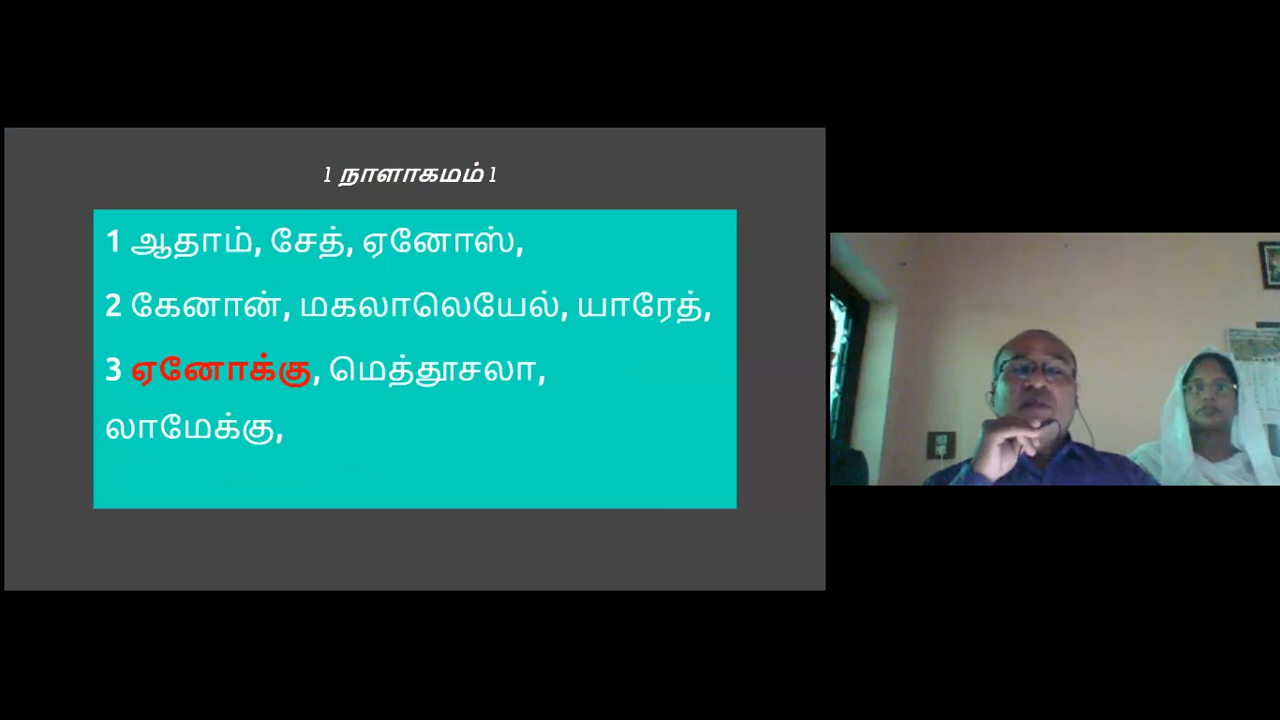 1 நாளாகமம் 1
1 ஆதாம், சேத், ஏனோஸ்,
2 கேனான், மகலாலெயேல், யாரேத்,
3 ஏனோக்கு, மெத்தூசலா,
லாமேக்கு,